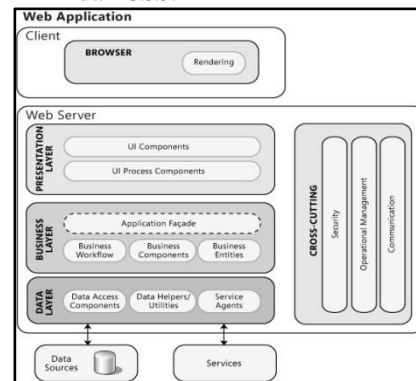 Web Application
Client
BROWSER
Rendering
Web Server
PRESENTATION
LAYER
UI Components
UI Process Components
BUSINESS
LAYER
Application Façade
Business
Workflow
Business
Components
Business
Entities
DATA
LAYER
Data Access
Components
Data Helpers/
Utilities
Service
Agents
CROSS-CUTTING
Security
Operational Management
Communication
Data
Sources
Services